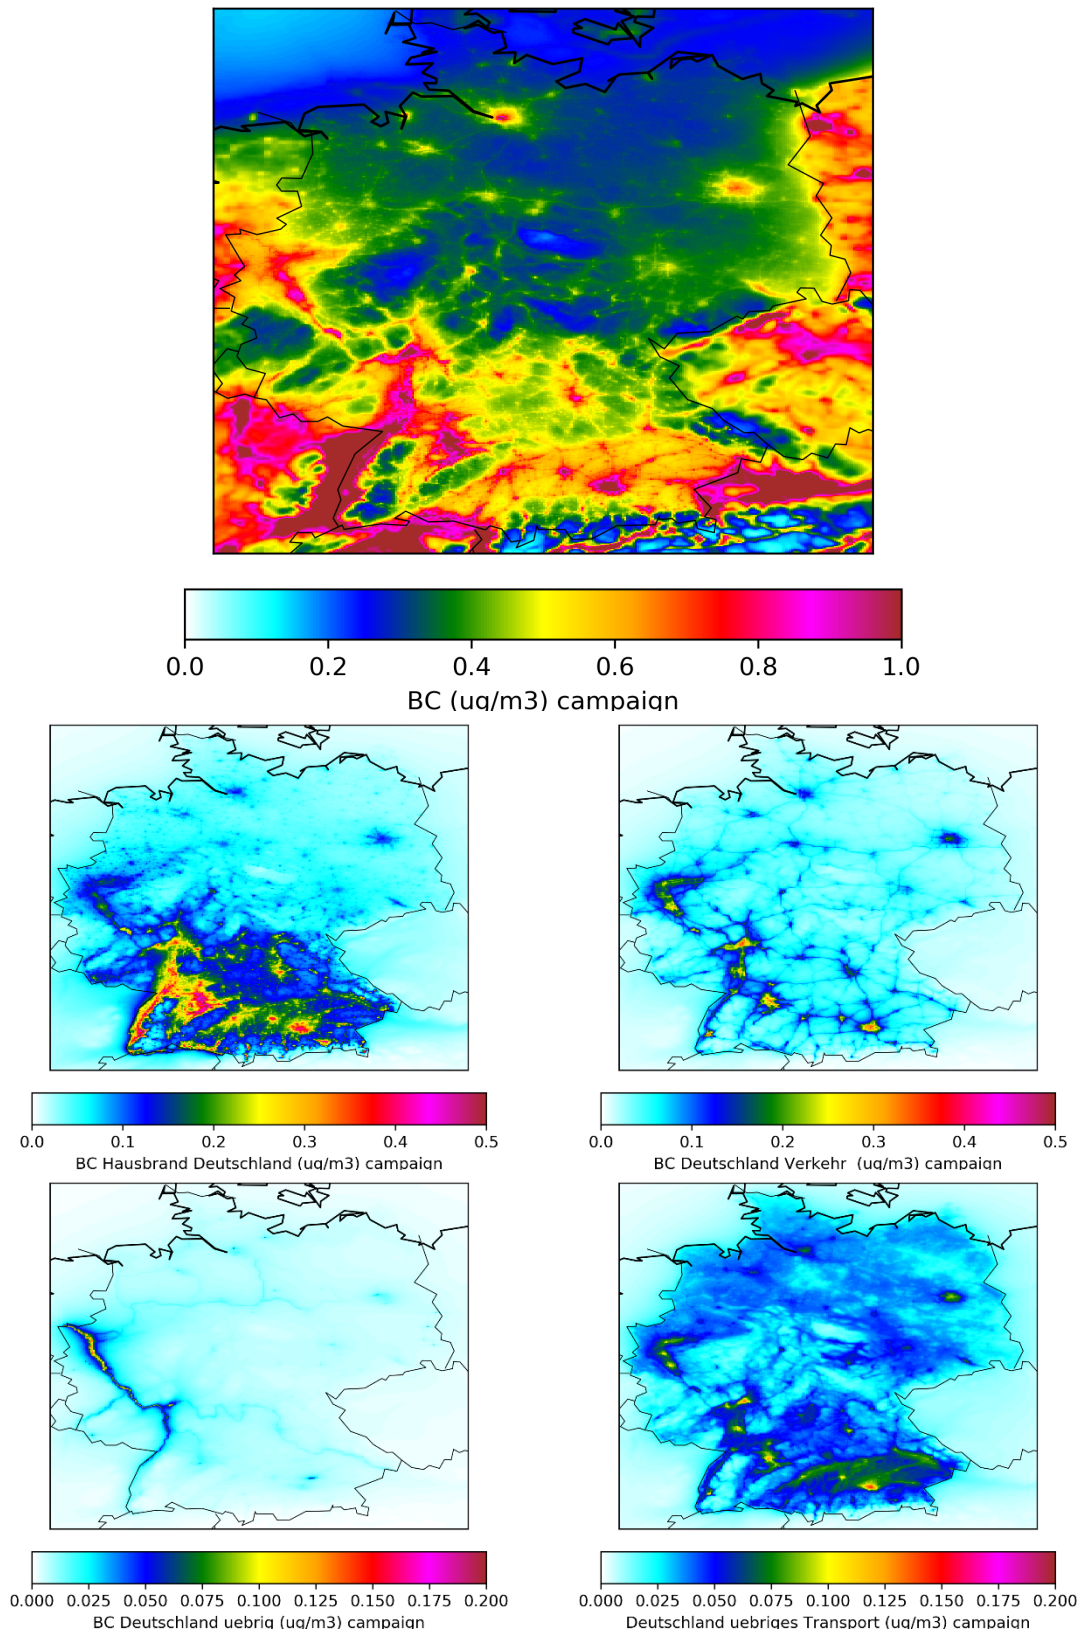 0.0 0.2 0.4 0.6 0.8 1.0
BC (ug/m3) campaign
0.0 0.1 0.2 0.3 0.4 0.5
BC Hausbrand Deutschland (ug/m3) campaign
0.0 0.1 0.2 0.3 0.4 0.5
BC Deutschland Verkehr (ug/m3) campaign
0.000 0.025 0.050 0.075 0.100 0.125 0.150 0.175 0.200
BC Deutschland uebrig (ug/m3) campaign
0.000 0.025 0.050 0.075 0.100 0.125 0.150 0.175 0.200
Deutschland uebriges Transport (ug/m3) campaign